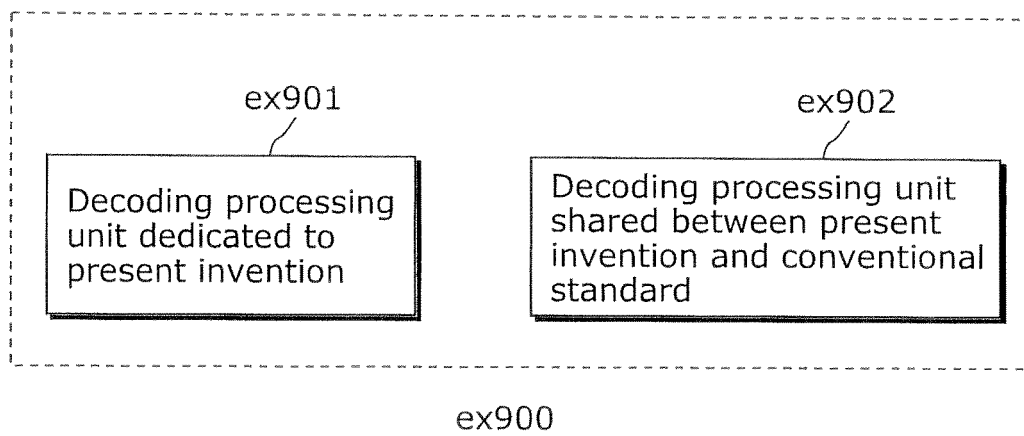 ex901
ex902
Decoding processing
unit dedicated to
present invention
Decoding processing unit
shared between present
invention and conventional
standard
ex900